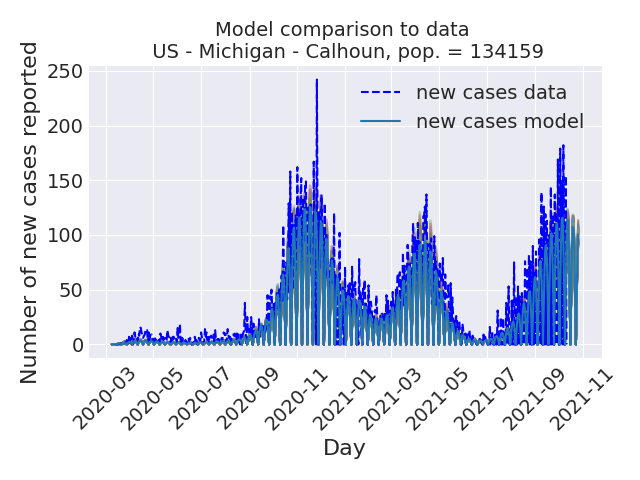 Model comparison to data
US - Michigan - Calhoun, pop. = 134159
Number of new cases reported
250
200
150
100
50
0
new cases data
new cases model
2020-03
2020-05
2020-07
2020-09
2020-11
2021-01
2021-03
2021-05
2021-07
2021-09
2021-11
Day